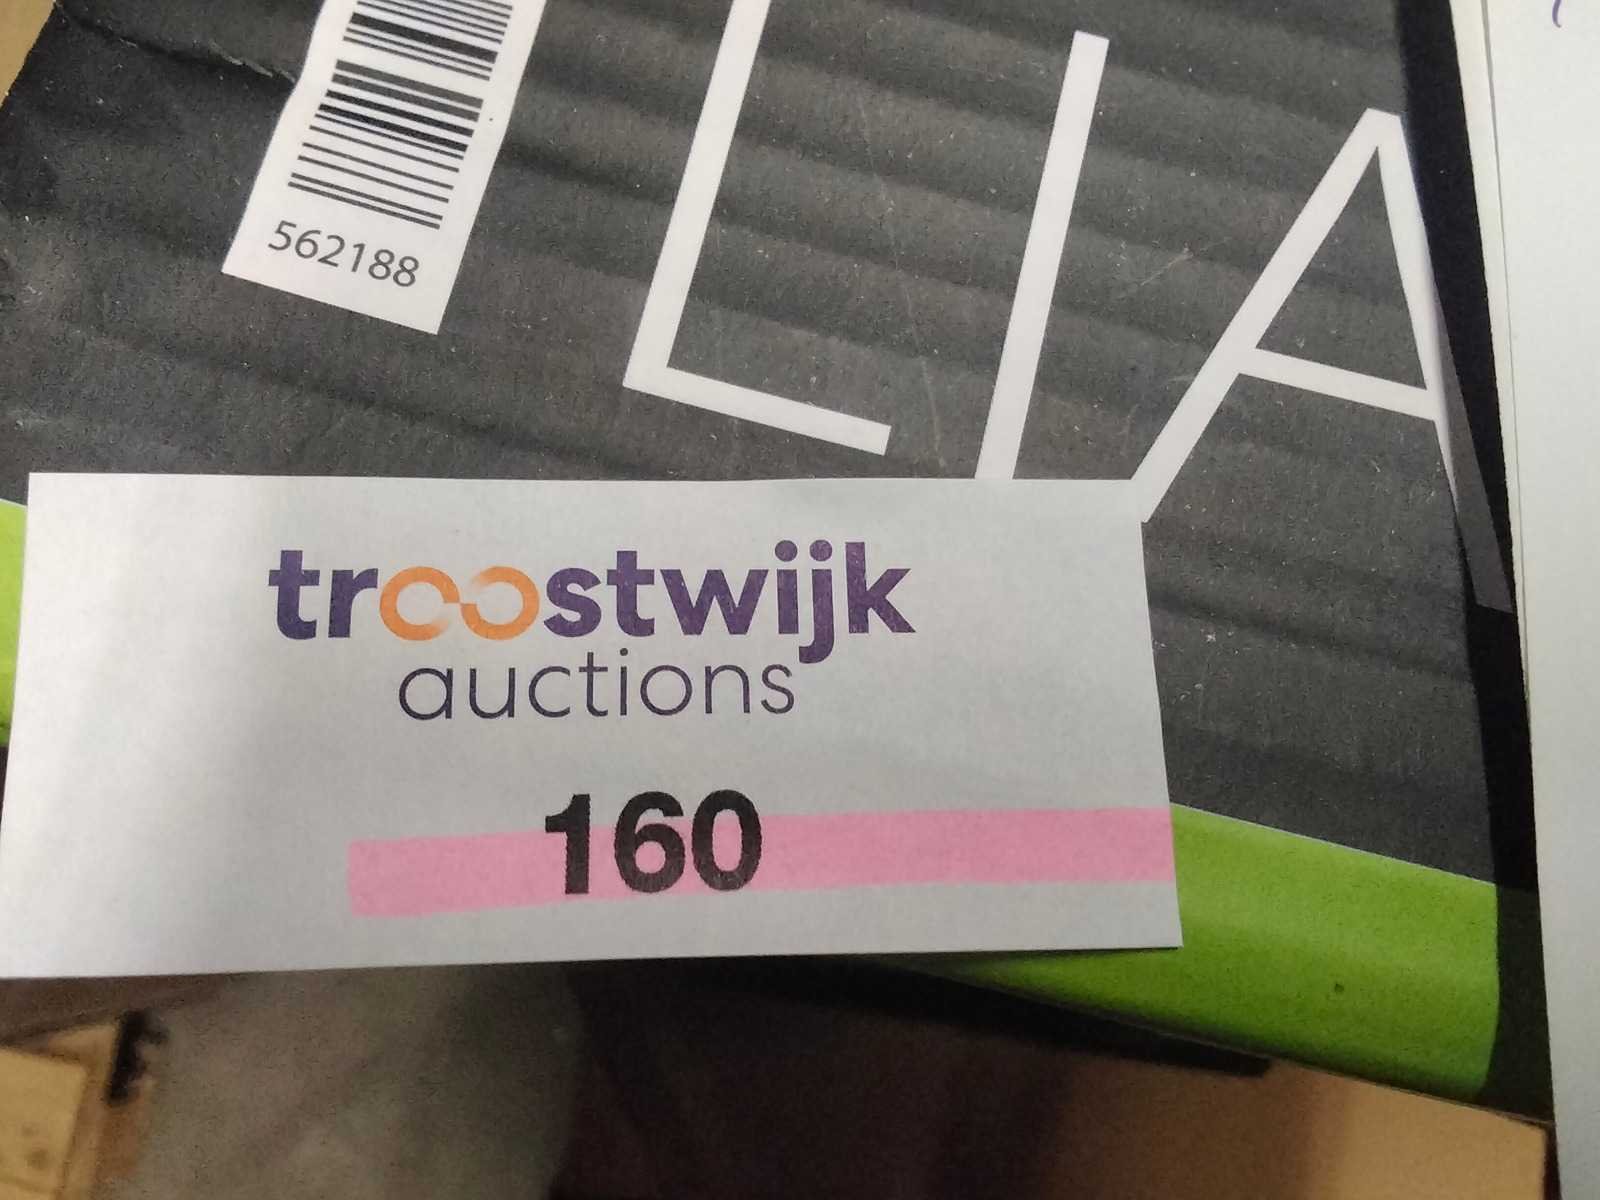 562188
LIA
troostwijk
auctions
160